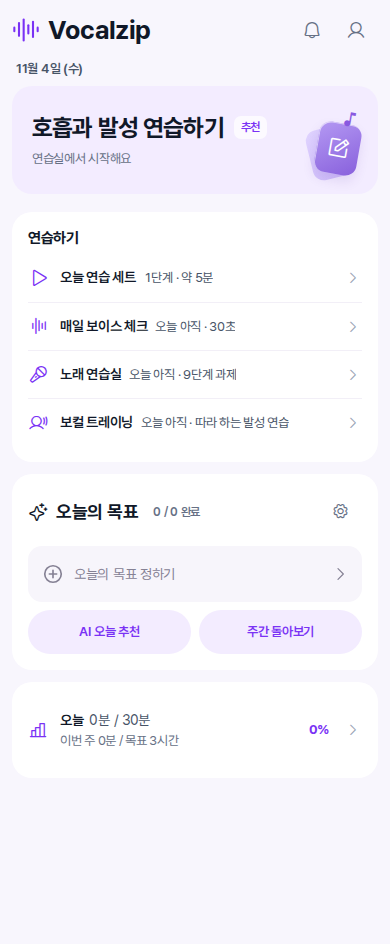 Vocalzip
11월 4일 (수)
호흡과 발성 연습하기 추천
연습실에서 시작해요
연습하기
오늘 연습 세트 1단계 · 약 5분
매일 보이스 체크 오늘 아직 · 30초
노래 연습실 오늘 아직 · 9단계 과제
보컬 트레이닝 오늘 아직 · 따라 하는 발성 연습
오늘의 목표 0 / 0 완료
오늘의 목표 정하기
AI 오늘 추천 주간 돌아보기
오늘 0분 / 30분
이번 주 0분 / 목표 3시간 0%